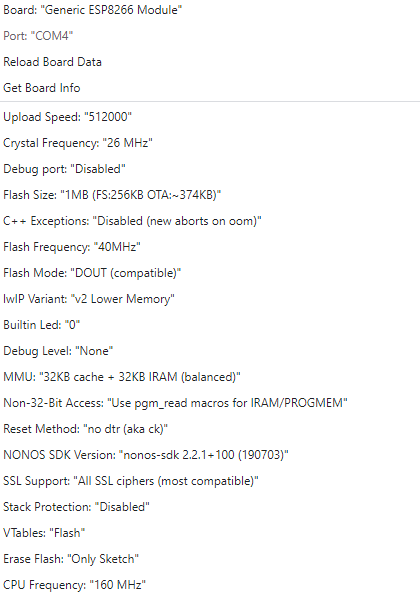 Board: "Generic ESP8266 Module"
Port: "COM4"
Reload Board Data
Get Board Info
Upload Speed: "512000"
Crystal Frequency: "26 MHz"
Debug port: "Disabled"
Flash Size: "1MB (FS:256KB OTA:~374KB)"
C++ Exceptions: "Disabled (new aborts on oom)"
Flash Frequency: "40MHz"
Flash Mode: "DOUT (compatible)"
lwIP Variant: "v2 Lower Memory"
Builtin Led: "0"
Debug Level: "None"
MMU: "32KB cache + 32KB IRAM (balanced)"
Non-32-Bit Access: "Use pgm_read macros for IRAM/PROGMEM"
Reset Method: "no dtr (aka ck)"
NONOS SDK Version: "nonos-sdk 2.2.1+100 (190703)"
SSL Support: "All SSL ciphers (most compatible)"
Stack Protection: "Disabled"
VTables: "Flash"
Erase Flash: "Only Sketch"
CPU Frequency: "160 MHz"